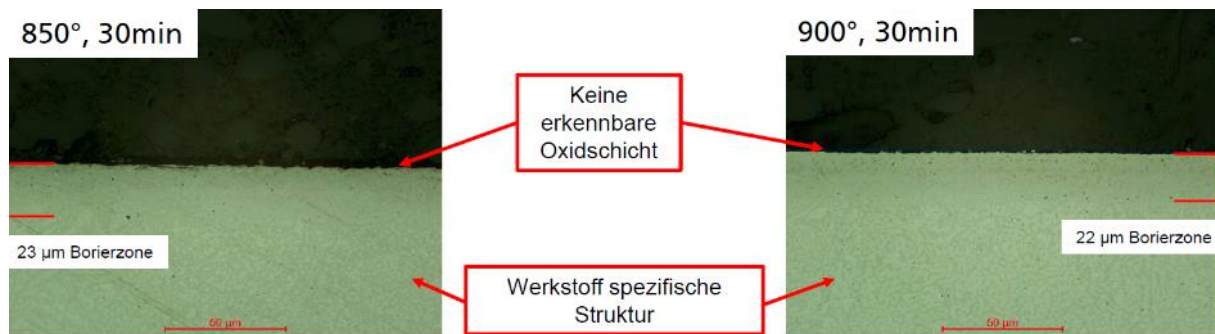 850°, 30min
900°, 30min
Keine
erkennbare
Oxidschicht
23 µm Borierzone
22 µm Borierzone
Werkstoff spezifische
Struktur
50 µm
50 µm